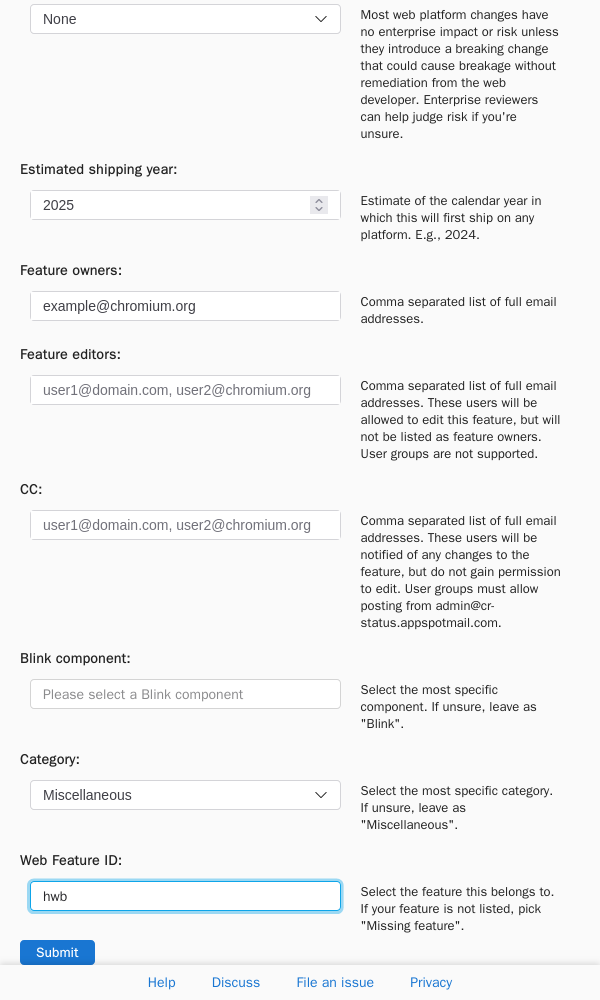 None
Most web platform changes have
no enterprise impact or risk unless
they introduce a breaking change
that could cause breakage without
remediation from the web
developer. Enterprise reviewers
can help judge risk if you're
unsure.
Estimated shipping year:
2025
Estimate of the calendar year in
which this will first ship on any
platform. E.g., 2024.
Feature owners:
example@chromium.org
Comma separated list of full email
addresses.
Feature editors:
user1@domain.com, user2@chromium.org
Comma separated list of full email
addresses. These users will be
allowed to edit this feature, but will
not be listed as feature owners.
User groups are not supported.
CC:
user1@domain.com, user2@chromium.org
Comma separated list of full email
addresses. These users will be
notified of any changes to the
feature, but do not gain permission
to edit. User groups must allow
posting from admin@cr-
status.appspotmail.com.
Blink component:
Please select a Blink component
Select the most specific
component. If unsure, leave as
"Blink".
Category:
Miscellaneous
Select the most specific category.
If unsure, leave as
"Miscellaneous".
Web Feature ID:
hwb
Select the feature this belongs to.
If your feature is not listed, pick
"Missing feature".
Submit
Help Discuss File an issue Privacy